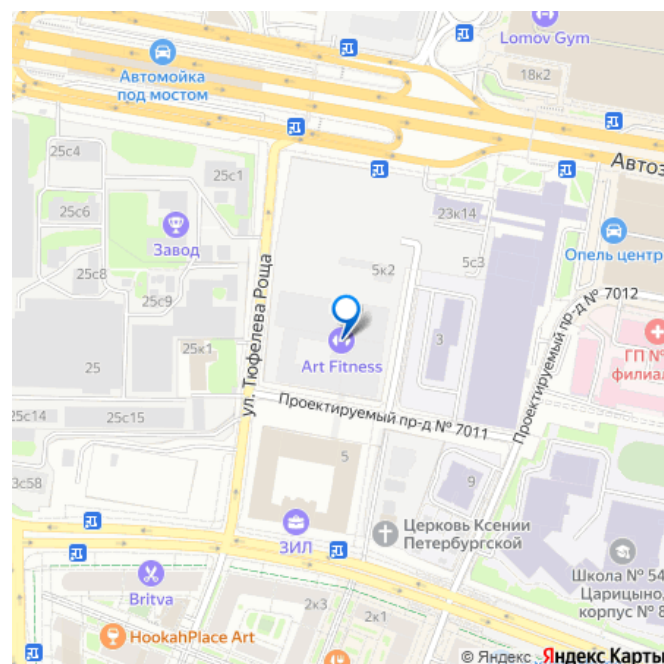 Lomov Gym
18к2
Автомойка
под мостом
25с4
25с1
Автоз
25с6
Завод
23к14
Опель центр
5к2
5с3
25с8
25с9
ул. Тюфелева Роща
Проектируемый пр-д № 7012
3
25
25к1
Art Fitness
ГП №
филиал
25с14
25с15
Проектируемый пр-д № 7011
5
9
3с58
ЗИЛ
Церковь Ксении
Петербургской
Школа № 54
Царицыно,
корпус № 8
Britva
2к3
2к1
HookahPlace Art
© Яндекс Яндекс Карты